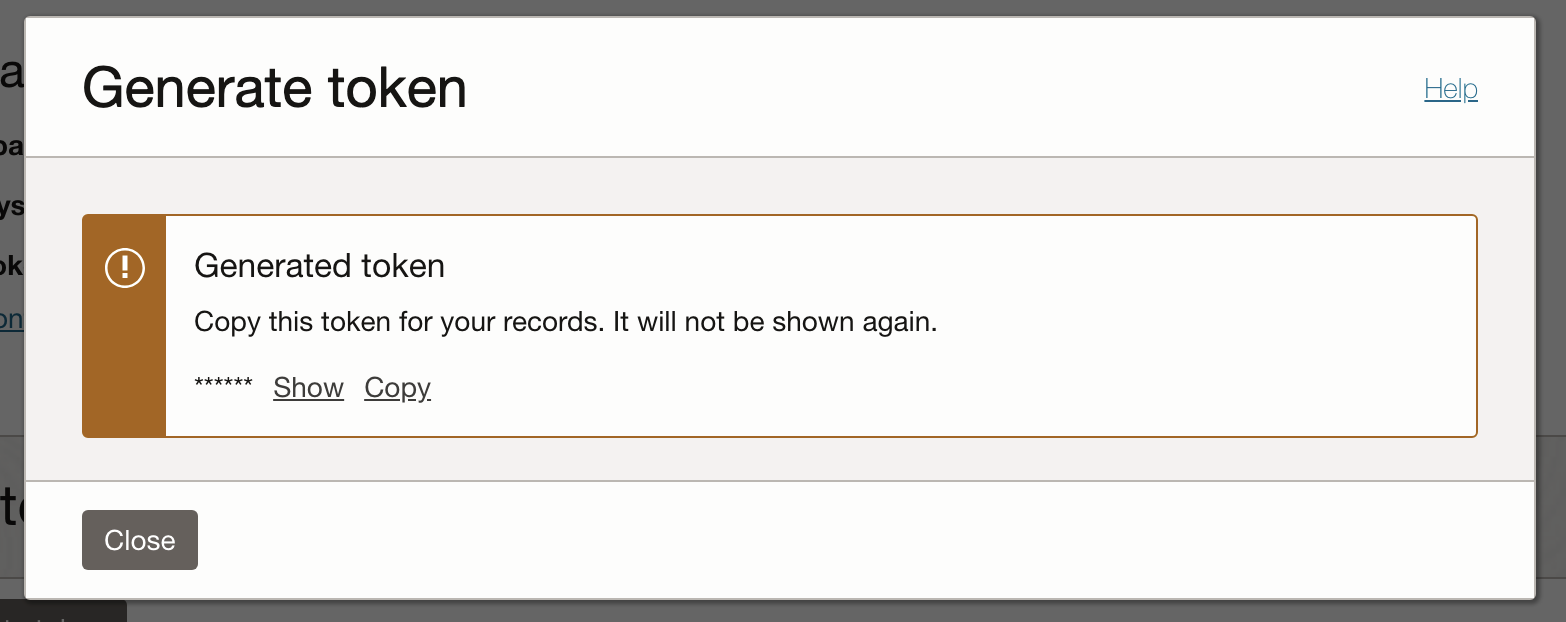 Generate token
Help
Generated token
Copy this token for your records. It will not be shown again.
****** Show Copy
Close